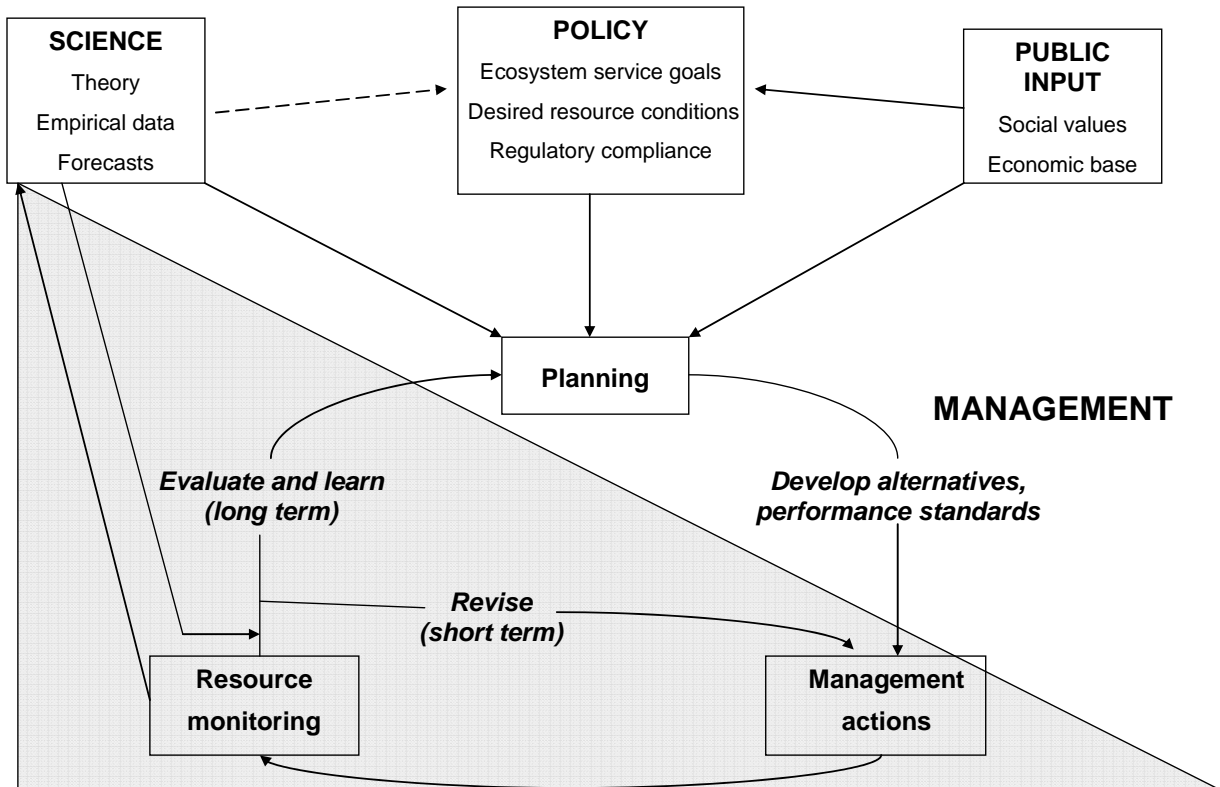 SCIENCE
Theory
Empirical data
Forecasts
POLICY
Ecosystem service goals
Desired resource conditions
Regulatory compliance
PUBLIC
INPUT
Social values
Economic base
Planning
MANAGEMENT
Evaluate and learn
(long term)
Develop alternatives,
performance standards
Revise
(short term)
Resource
monitoring
Management
actions